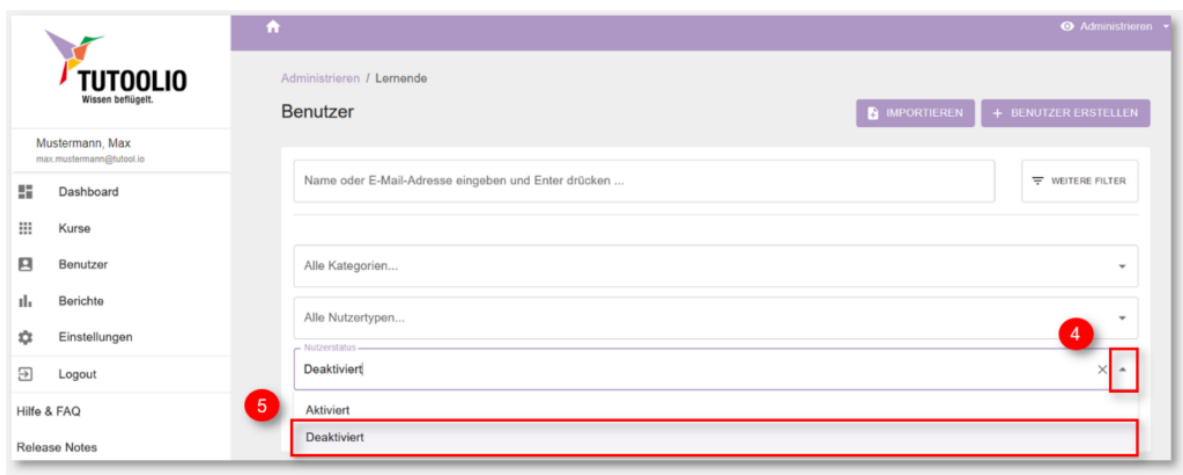 Administrieren
TUTOOLIO
Wissen beflügelt.
Mustermann, Max
max.mustermann@tutool.io
Dashboard
Kurse
Benutzer
Berichte
Einstellungen
Logout
Hilfe & FAQ
Release Notes
Administrieren / Lernende
Benutzer
IMPORTIEREN
+ BENUTZER ERSTELLEN
Name oder E-Mail-Adresse eingeben und Enter drücken ...
WEITERE FILTER
Alle Kategorien...
Alle Nutzertypen...
4
Nutzerstatus
Deaktiviert
5
Aktiviert
Deaktiviert